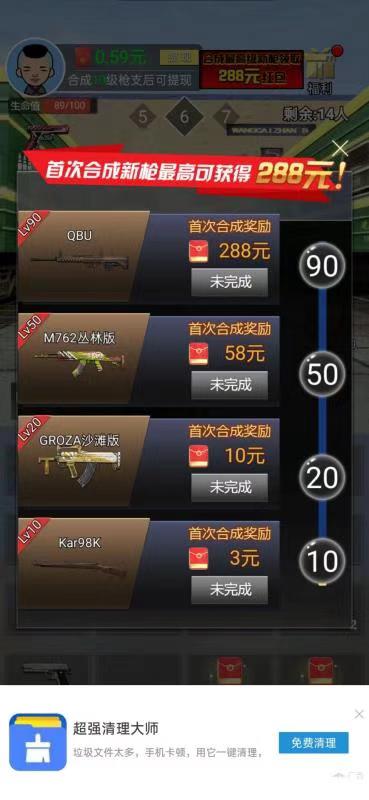 0.59元 提现
合成最高级新枪领取
288元红包
福利
合成10级枪支后可提现
生命值 89/100
5 6 7
剩余:14人
首次合成新枪最高可获得288元!
Lv90
QBU
首次合成奖励
288元
未完成
90
Lv50
M762丛林版
首次合成奖励
58元
未完成
50
Lv20
GROZA沙滩版
首次合成奖励
10元
未完成
20
Lv10
Kar98K
首次合成奖励
3元
未完成
10
2
超强清理大师
垃圾文件太多，手机卡顿，用它一键清理，
免费清理
广告